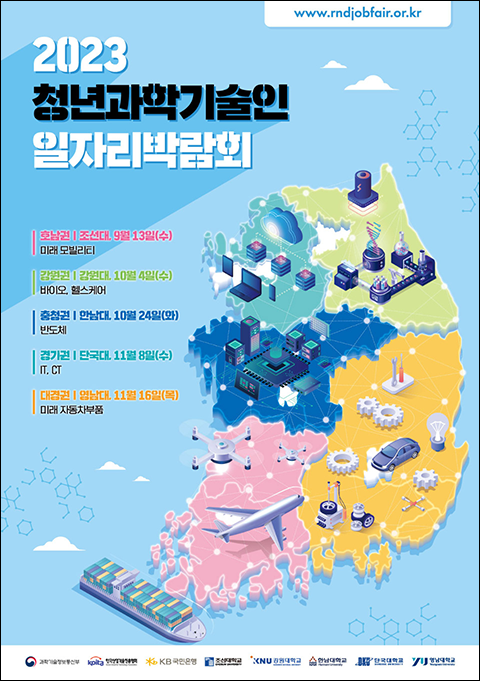 www.rndjobfair.or.kr
2023
청년과학기술인
일자리박람회
호남권 | 조선대, 9월 13일(수)
미래 모빌리티
강원권 | 강원대, 10월 4일(수)
바이오, 헬스케어
충청권 | 한남대, 10월 24일(화)
반도체
경기권 | 단국대, 11월 8일(수)
IT, CT
대경권 | 영남대, 11월 16일(목)
미래 자동차부품
과학기술정보통신부 kpita KB국민은행 조선대학교 KNU 강원대학교 한남대학교 단국대학교 YU 영남대학교